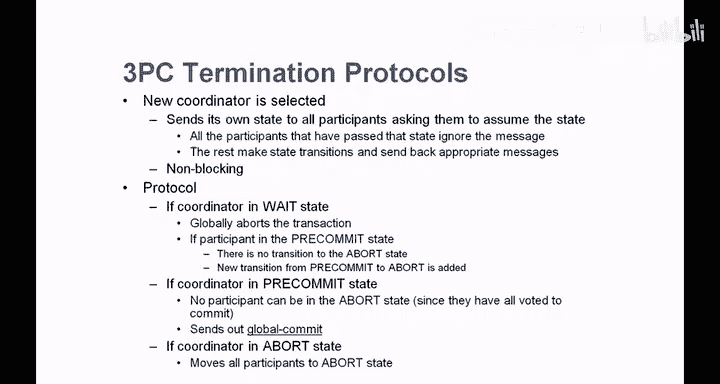 bilibili
3PC Termination Protocols
• New coordinator is selected
– Sends its own state to all participants asking them to assume the state
• All the participants that have passed that state ignore the message
• The rest make state transitions and send back appropriate messages
– Non-blocking
• Protocol
– If coordinator in WAIT state
• Globally aborts the transaction
• If participant in the PRECOMMIT state
– There is no transition to the ABORT state
– New transition from PRECOMMIT to ABORT is added
– If coordinator in PRECOMMIT state
• No participant can be in the ABORT state (since they have all voted to
commit)
• Sends out global-commit
– If coordinator in ABORT state
• Moves all participants to ABORT state